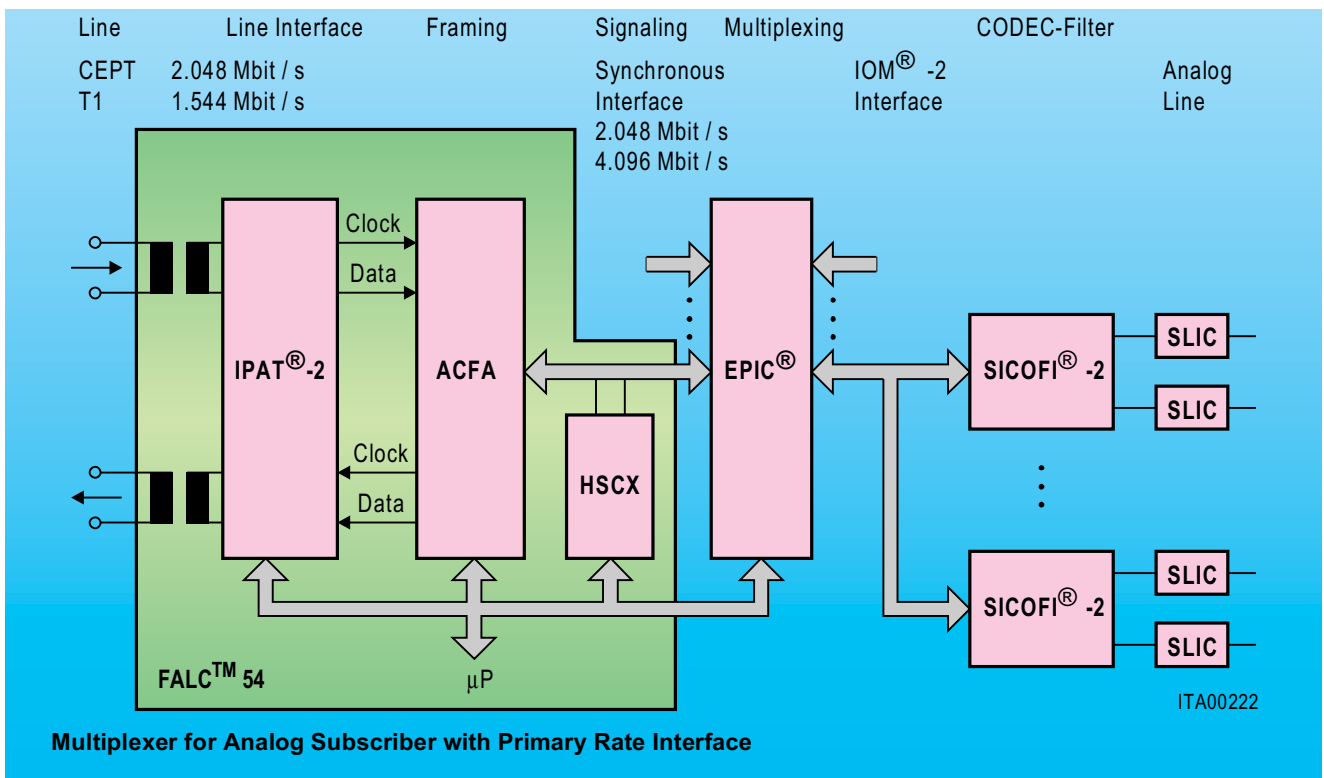 Line Line Interface Framing Signaling Multiplexing CODEC-Filter
CEPT 2.048 Mbit / s Synchronous IOM® -2 Analog
T1 1.544 Mbit / s Interface Interface Line
2.048 Mbit / s
4.096 Mbit / s
Clock
Data
IPAT®-2
ACFA
EPIC®
SICOFI® -2
SLIC
SLIC
Clock
Data
HSCX
SICOFI® -2
SLIC
SLIC
FALC™ 54
µP
ITA00222
Multiplexer for Analog Subscriber with Primary Rate Interface